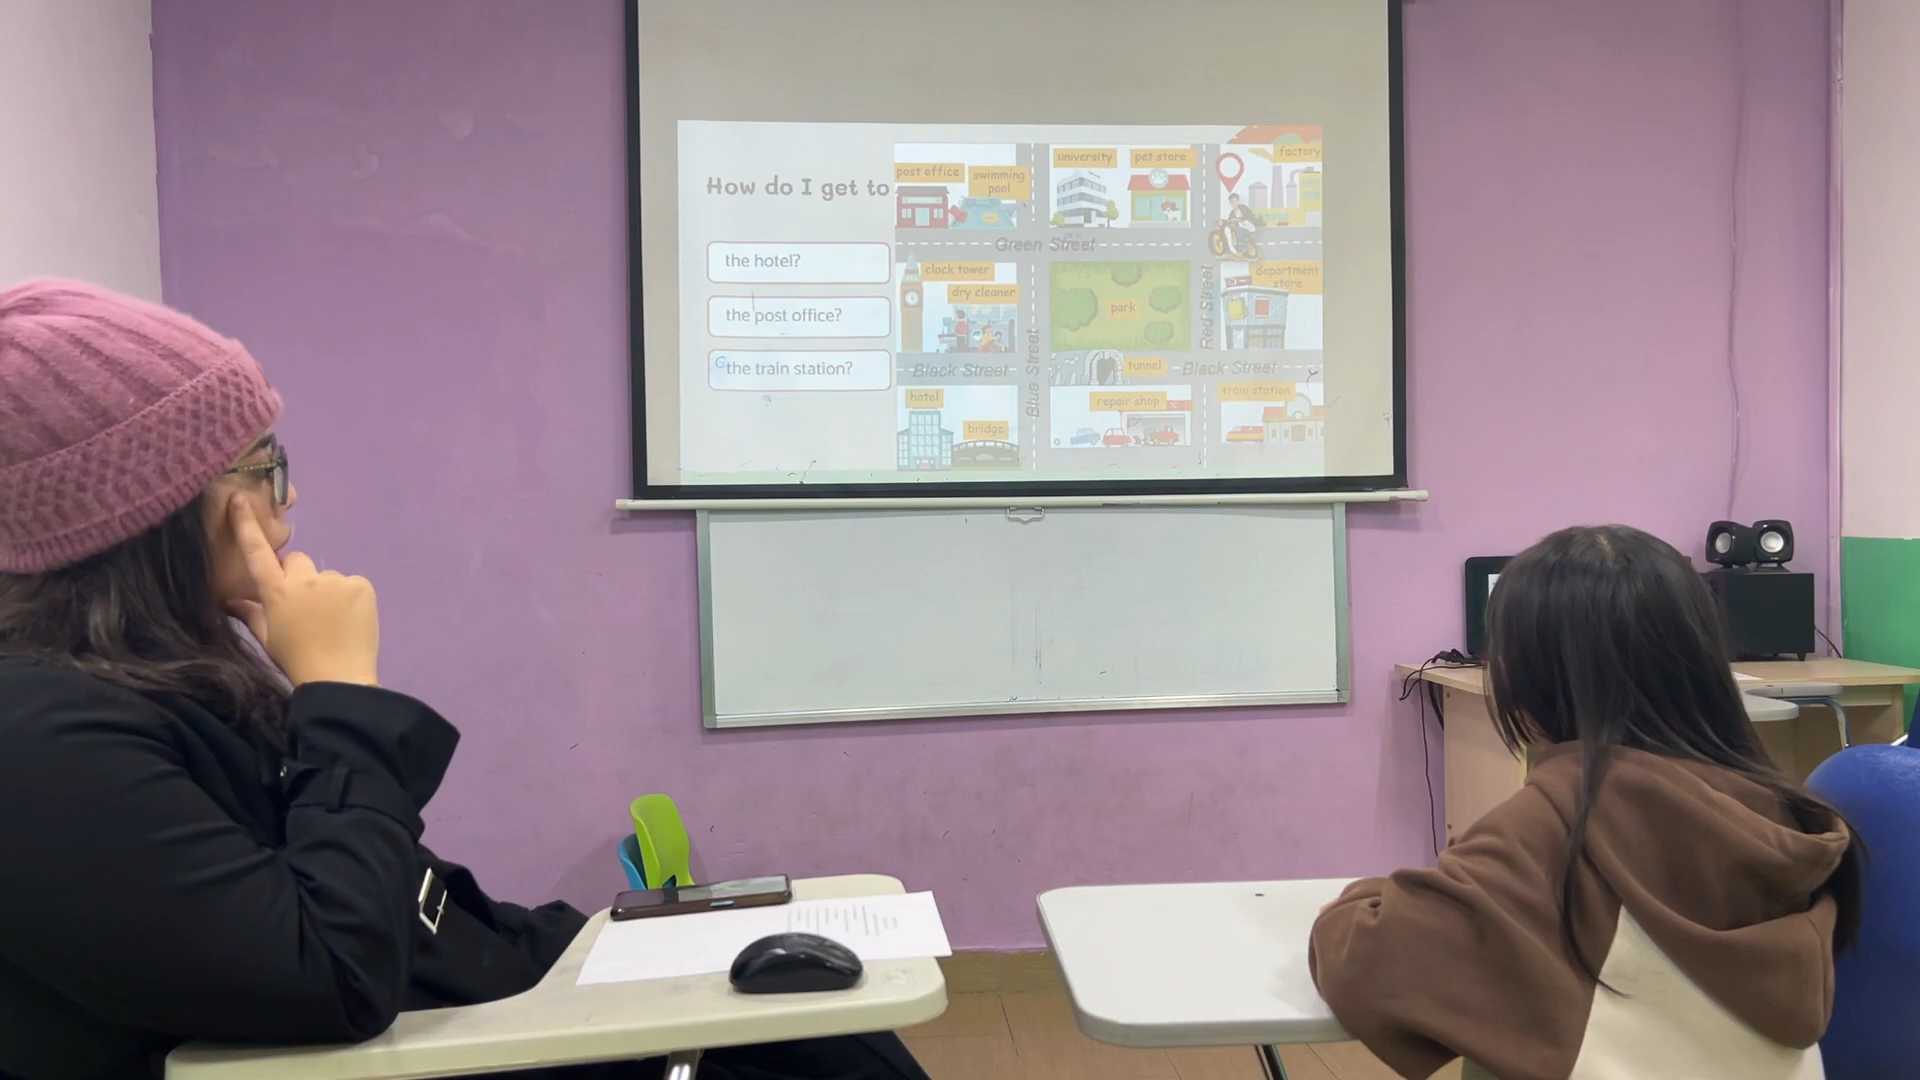 How do I get to
the hotel?
the post office?
the train station?
post office
swimming
pool
university
pet store
factory
Green Street
clock tower
dry cleaner
park
Red Street
department
store
Black Street
Blue Street
tunnel
Black Street
hotel
bridge
repair shop
train station